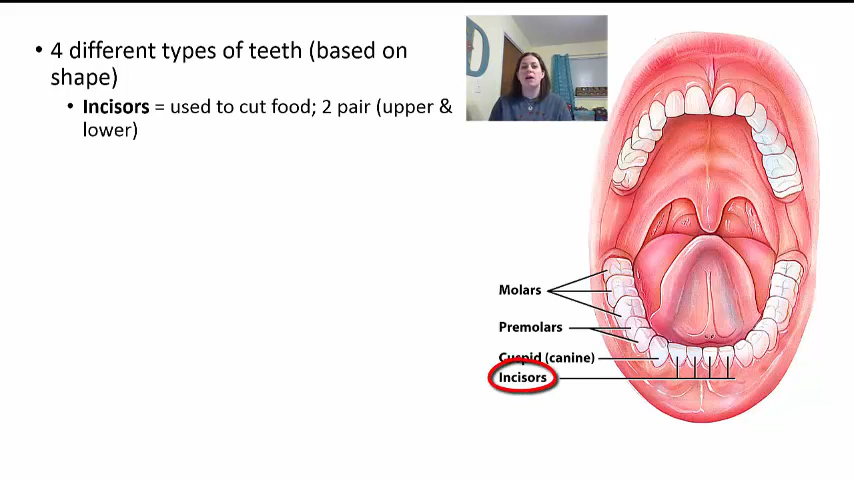 • 4 different types of teeth (based on
shape)
• Incisors = used to cut food; 2 pair (upper &
lower)
Molars
Premolars
Cuspid (canine)
Incisors